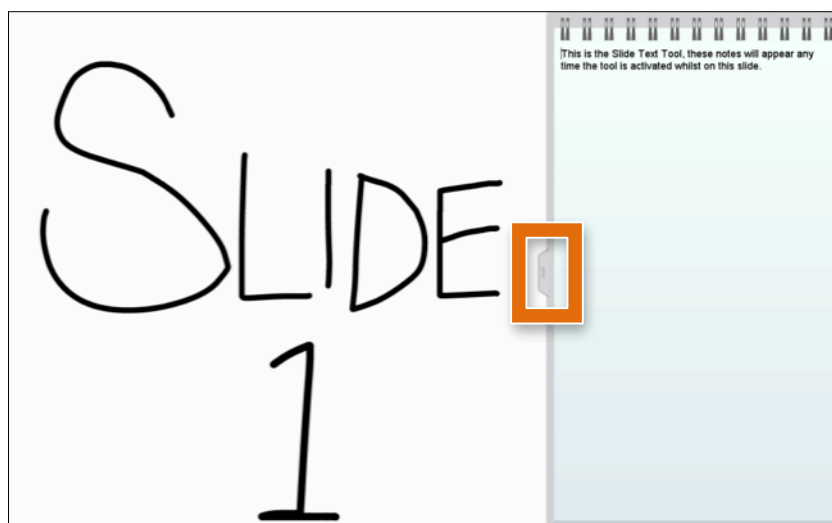 SLIDE
1
This is the Slide Text Tool, these notes will appear any
time the tool is activated whilst on this slide.